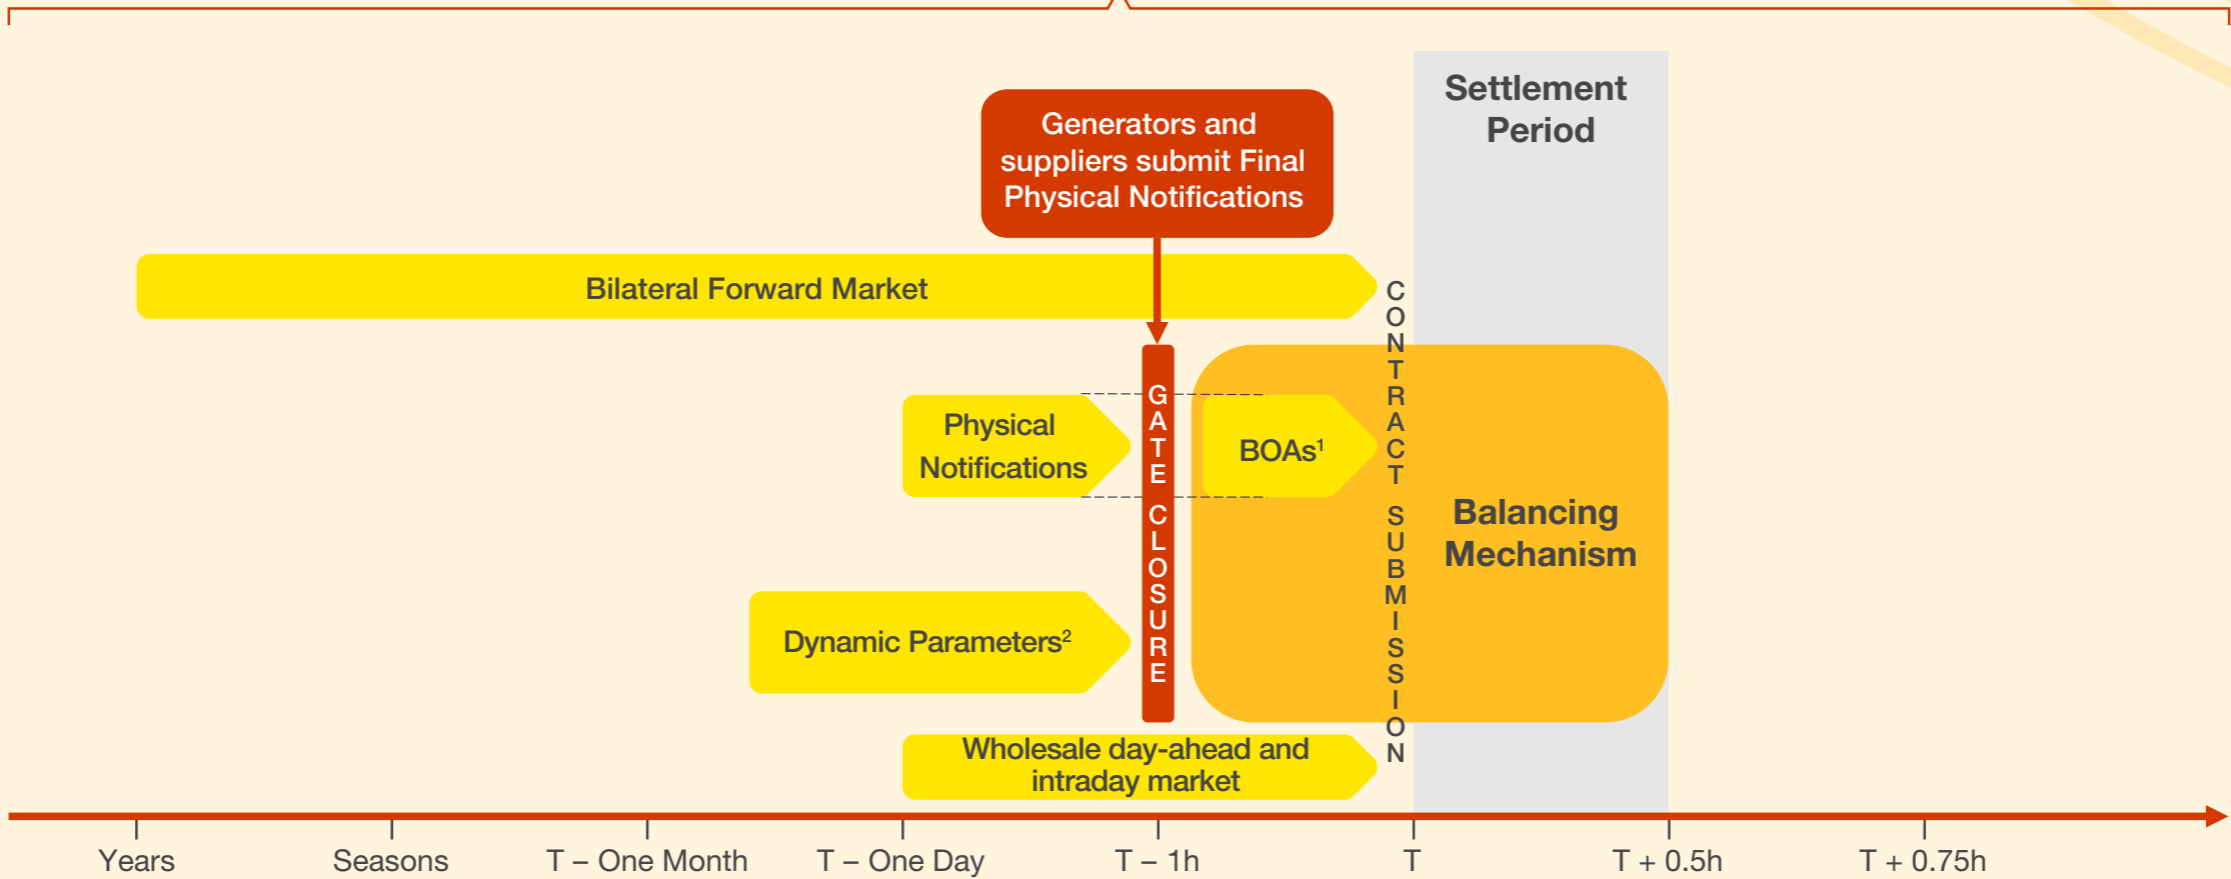 Settlement
Period
Generators and
suppliers submit Final
Physical Notifications
Bilateral Forward Market
CONTRACT SUBMISSION
GATE CLOSURE
Physical
Notifications
BOAs¹
Balancing
Mechanism
Dynamic Parameters²
Wholesale day-ahead and
intraday market
Years
Seasons
T – One Month
T – One Day
T – 1h
T
T + 0.5h
T + 0.75h